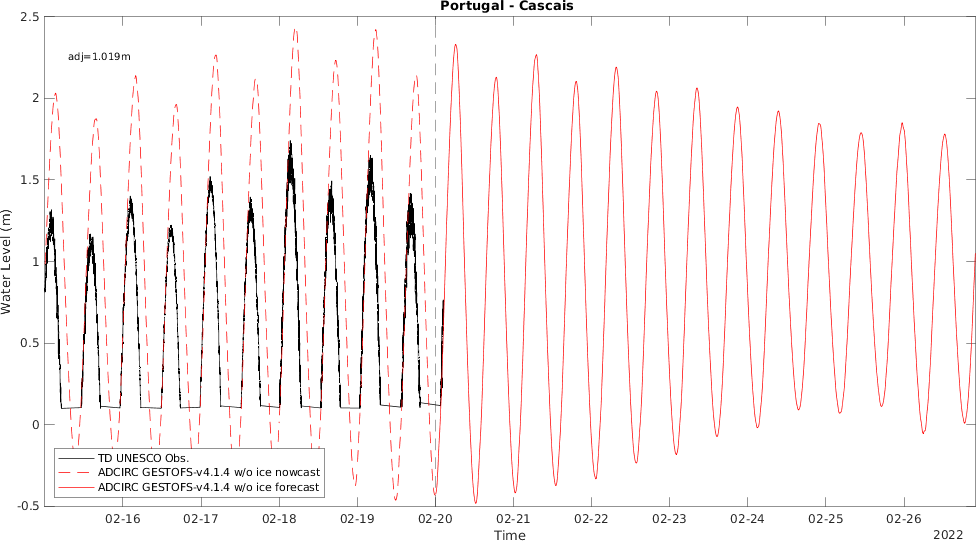 Portugal - Cascais
adj=1.019m
Water Level (m)
2.5
2
1.5
1
0.5
0
-0.5
TD UNESCO Obs.
ADCIRC GESTOFS-v4.1.4 w/o ice nowcast
ADCIRC GESTOFS-v4.1.4 w/o ice forecast
02-16 02-17 02-18 02-19 02-20 02-21 02-22 02-23 02-24 02-25 02-26
Time
2022